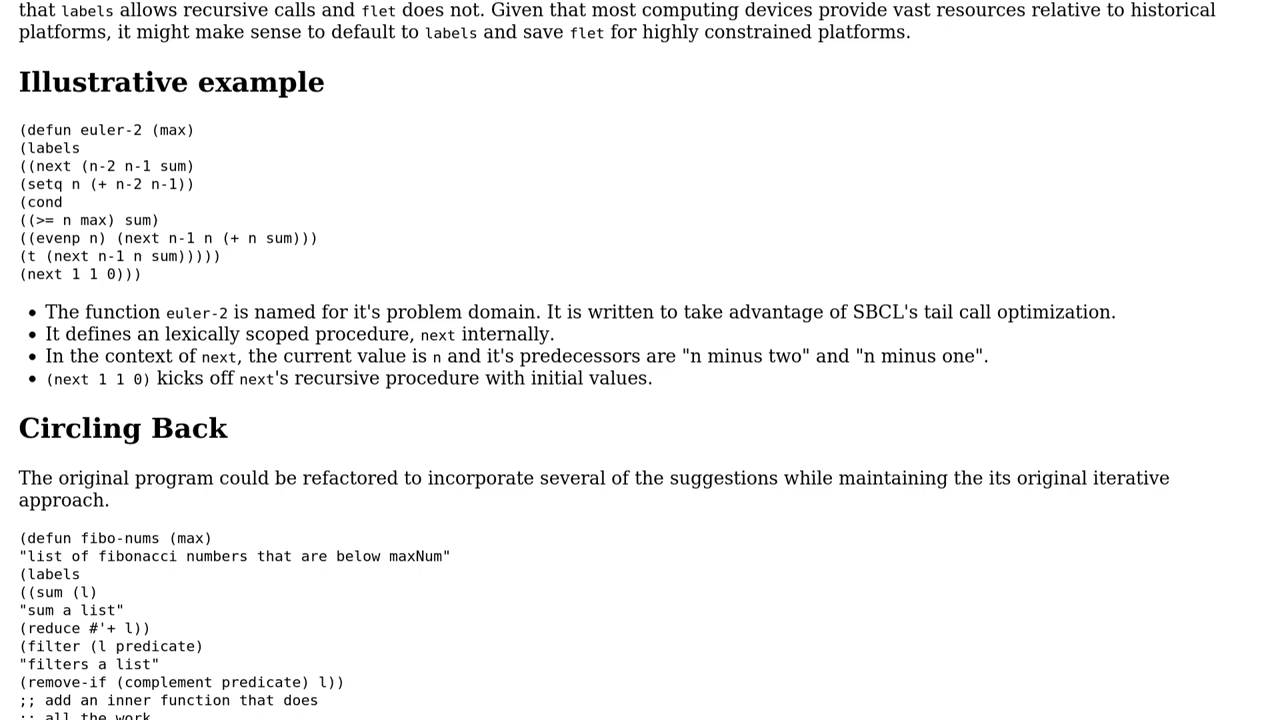 that labels allows recursive calls and flet does not. Given that most computing devices provide vast resources relative to historical
platforms, it might make sense to default to labels and save flet for highly constrained platforms.
Illustrative example
(defun euler-2 (max)
(labels
((next (n-2 n-1 sum)
(setq n (+ n-2 n-1))
(cond
((>= n max) sum)
((evenp n) (next n-1 n (+ n sum)))
(t (next n-1 n sum)))))
(next 1 1 0)))
• The function euler-2 is named for it's problem domain. It is written to take advantage of SBCL's tail call optimization.
• It defines an lexically scoped procedure, next internally.
• In the context of next, the current value is n and it's predecessors are "n minus two" and "n minus one".
• (next 1 1 0) kicks off next's recursive procedure with initial values.
Circling Back
The original program could be refactored to incorporate several of the suggestions while maintaining the its original iterative
approach.
(defun fibo-nums (max)
"list of fibonacci numbers that are below maxNum"
(labels
((sum (l)
"sum a list"
(reduce #'+ l))
(filter (l predicate)
"filters a list"
(remove-if (complement predicate) l))
;; add an inner function that does
;; all the work